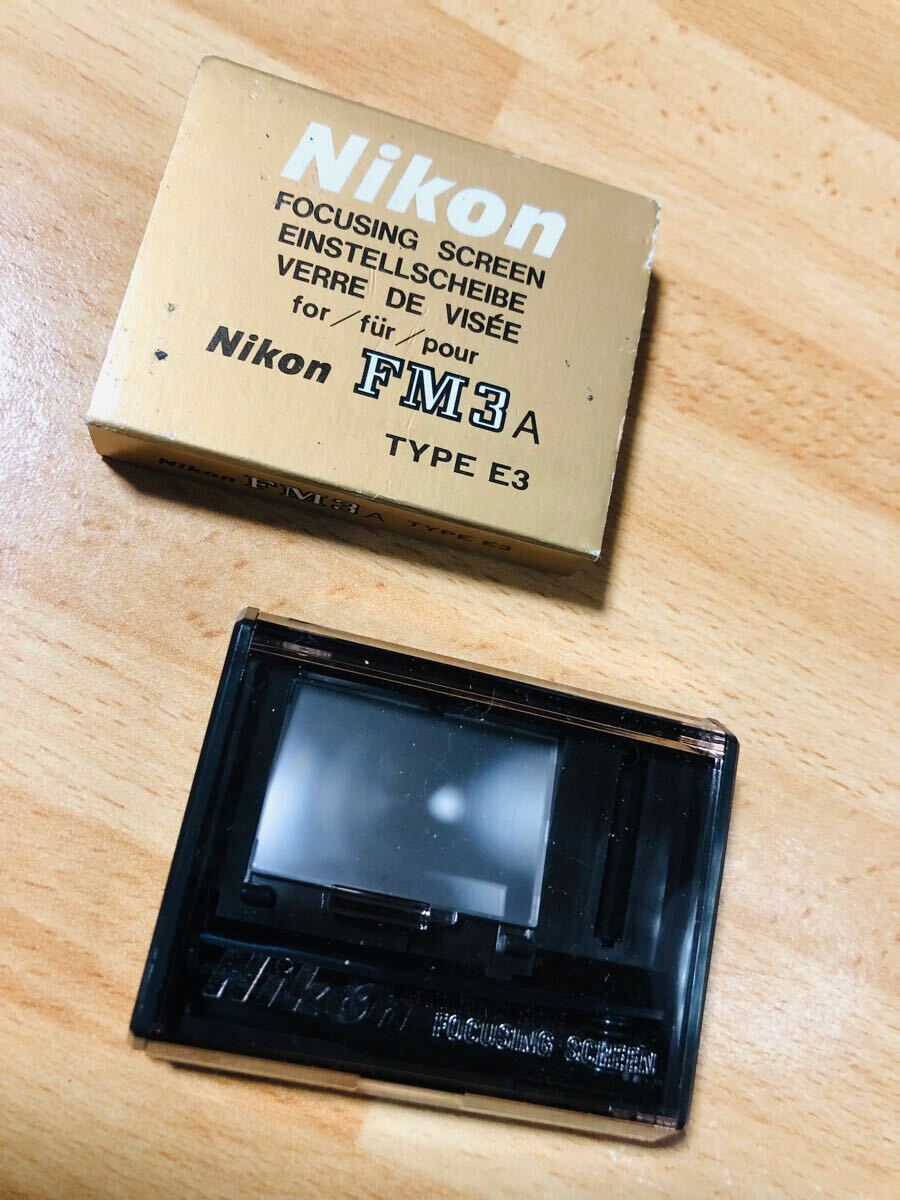 Nikon
FOCUSING SCREEN
EINSTELLSCHEIBE
VERRE DE VISÉE
for / für / pour
Nikon FM3A
TYPE E3
Nikon FM3A TYPE E3
Nikon FOCUSING SCREEN